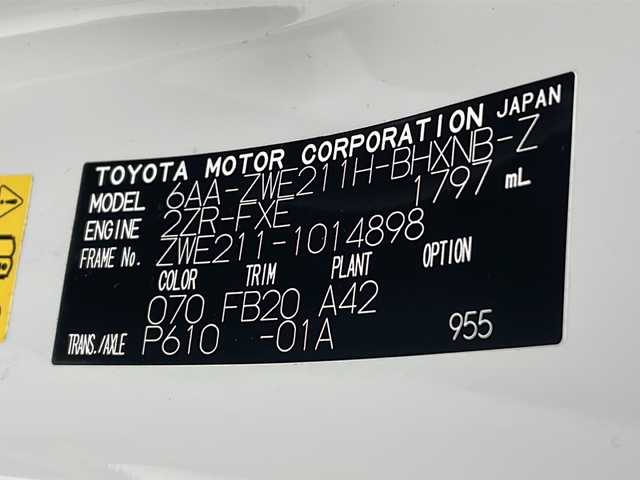 TOYOTA MOTOR CORPORATION JAPAN
MODEL 6AA-ZWE211H-BHXNB-Z
ENGINE 2ZR-FXE 1797 mL
FRAME No. ZWE211-1014898
COLOR TRIM PLANT OPTION
070 FB20 A42
TRANS./AXLE P610 -01A 955